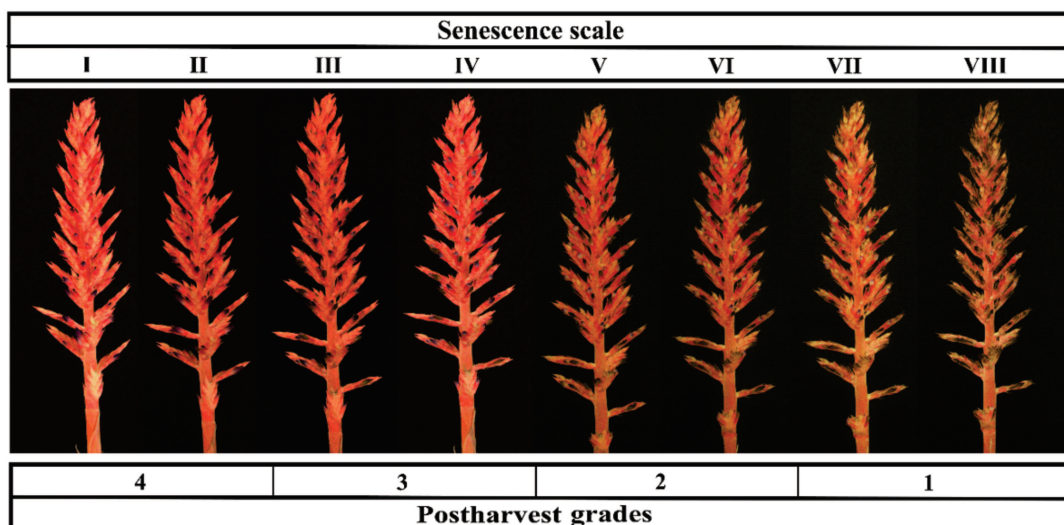 Senescence scale
I II III IV V VI VII VIII
4 3 2 1
Postharvest grades